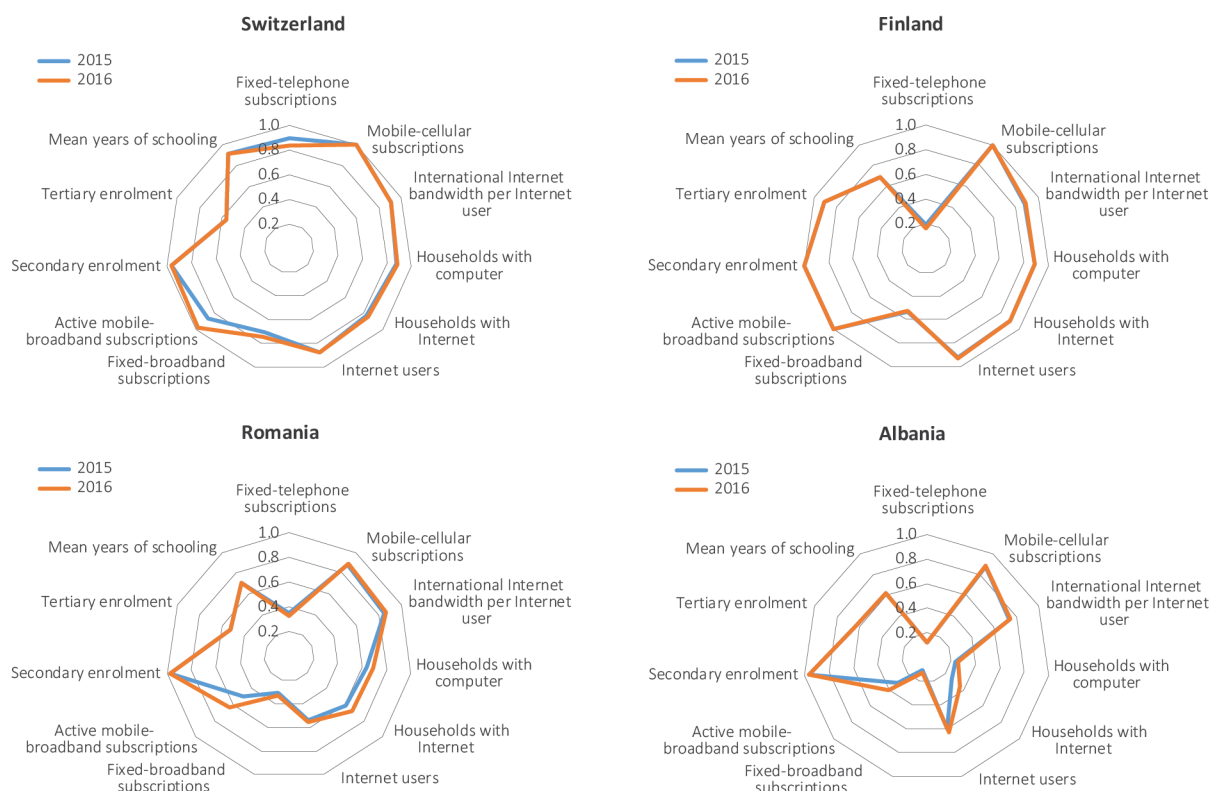 Switzerland
2015
2016
Fixed-telephone
subscriptions
Mobile-cellular
subscriptions
International Internet
bandwidth per Internet
user
Households with
computer
Households with
Internet
Internet users
Fixed-broadband
subscriptions
Active mobile-
broadband subscriptions
Secondary enrolment
Tertiary enrolment
Mean years of schooling
1.0
0.8
0.6
0.4
0.2
Finland
2015
2016
Fixed-telephone
subscriptions
Mobile-cellular
subscriptions
International Internet
bandwidth per Internet
user
Households with
computer
Households with
Internet
Internet users
Fixed-broadband
subscriptions
Active mobile-
broadband subscriptions
Secondary enrolment
Tertiary enrolment
Mean years of schooling
1.0
0.8
0.6
0.4
0.2
Romania
2015
2016
Fixed-telephone
subscriptions
Mobile-cellular
subscriptions
International Internet
bandwidth per Internet
user
Households with
computer
Households with
Internet
Internet users
Fixed-broadband
subscriptions
Active mobile-
broadband subscriptions
Secondary enrolment
Tertiary enrolment
Mean years of schooling
1.0
0.8
0.6
0.4
0.2
Albania
2015
2016
Fixed-telephone
subscriptions
Mobile-cellular
subscriptions
International Internet
bandwidth per Internet
user
Households with
computer
Households with
Internet
Internet users
Fixed-broadband
subscriptions
Active mobile-
broadband subscriptions
Secondary enrolment
Tertiary enrolment
Mean years of schooling
1.0
0.8
0.6
0.4
0.2